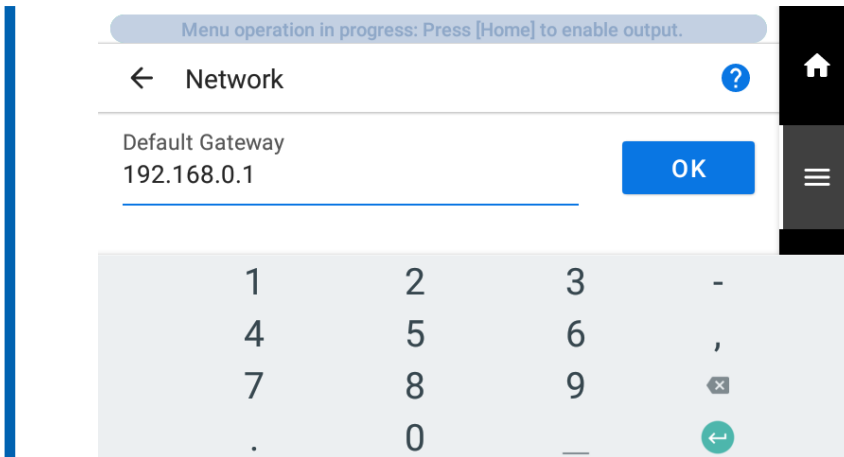 Menu operation in progress: Press [Home] to enable output.
Network
?
Default Gateway
192.168.0.1
OK
1 2 3 -
4 5 6 ,
7 8 9
. 0 _